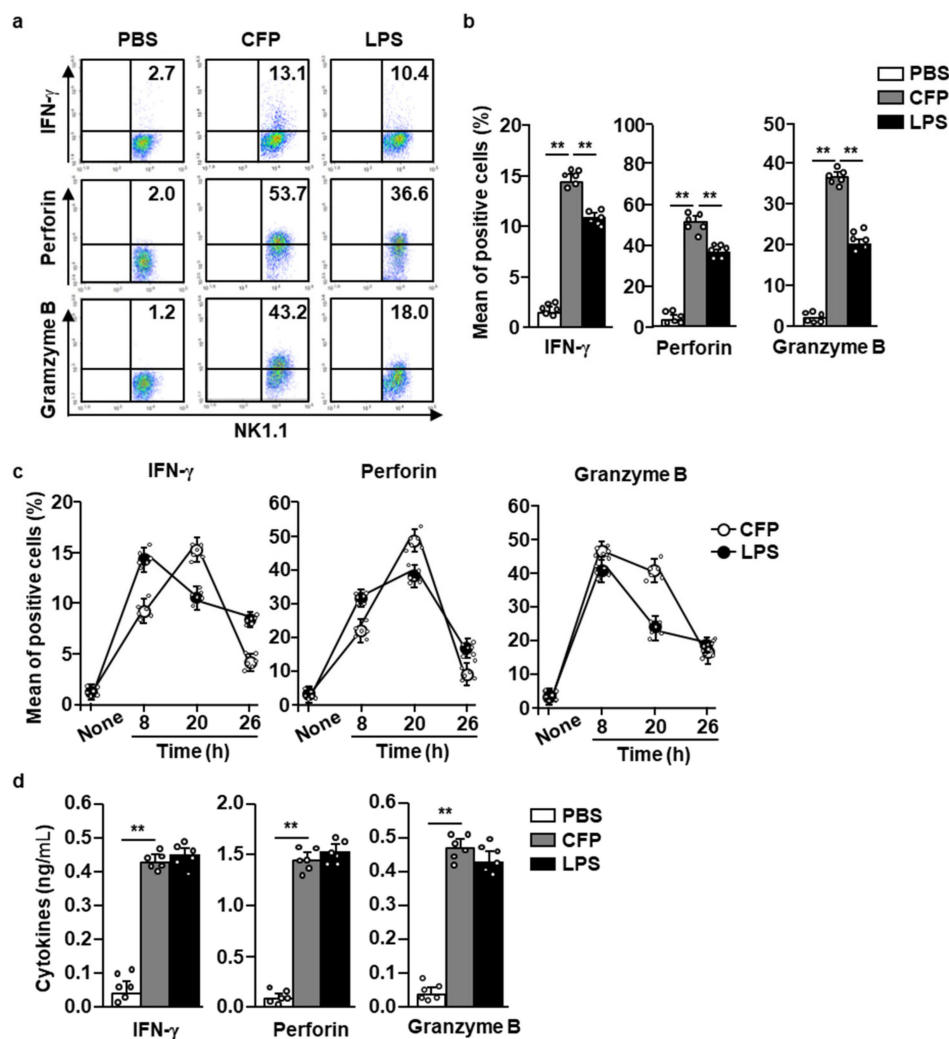 a
PBS CFP LPS
IFN-γ
2.7 13.1 10.4
Perforin
2.0 53.7 36.6
Gramzyme B
1.2 43.2 18.0
NK1.1
b
PBS
CFP
LPS
Mean of positive cells (%)
20
15
10
5
0
** **
IFN-γ
100
80
60
40
20
0
** **
Perforin
50
40
30
20
10
0
** **
Granzyme B
c
IFN-γ
Mean of positive cells (%)
20
15
10
5
0
None 8 20 26
Time (h)
Perforin
60
50
40
30
20
10
0
None 8 20 26
Time (h)
Granzyme B
60
50
40
30
20
10
0
None 8 20 26
Time (h)
CFP
LPS
d
Cytokines (ng/mL)
0.6
0.5
0.4
0.3
0.2
0.1
0.0
**
IFN-γ
2.0
1.5
1.0
0.5
0.0
**
Perforin
0.6
0.5
0.4
0.3
0.2
0.1
0.0
**
Granzyme B
PBS
CFP
LPS